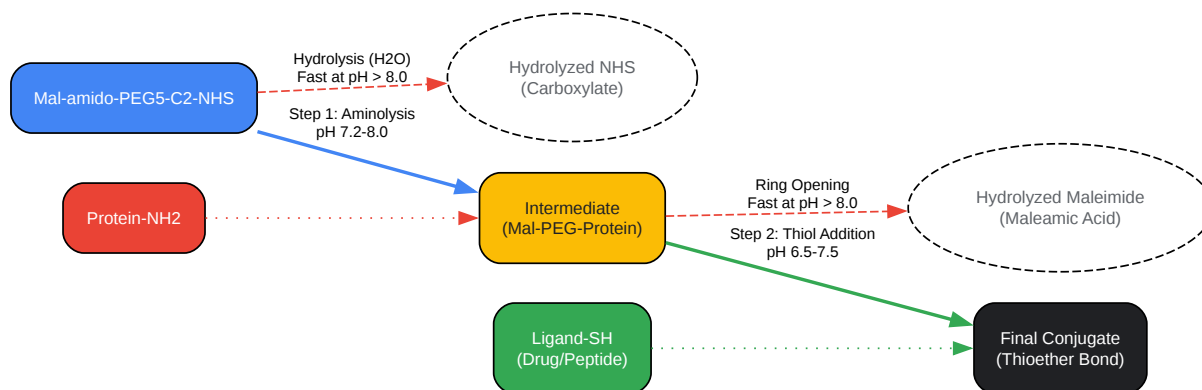 Mal-amido-PEG5-C2-NHS
Hydrolysis (H2O)
Fast at pH > 8.0
Hydrolyzed NHS
(Carboxylate)
Step 1: Aminolysis
pH 7.2-8.0
Protein-NH2
Intermediate
(Mal-PEG-Protein)
Ring Opening
Fast at pH > 8.0
Hydrolyzed Maleimide
(Maleamic Acid)
Step 2: Thiol Addition
pH 6.5-7.5
Ligand-SH
(Drug/Peptide)
Final Conjugate
(Thioether Bond)